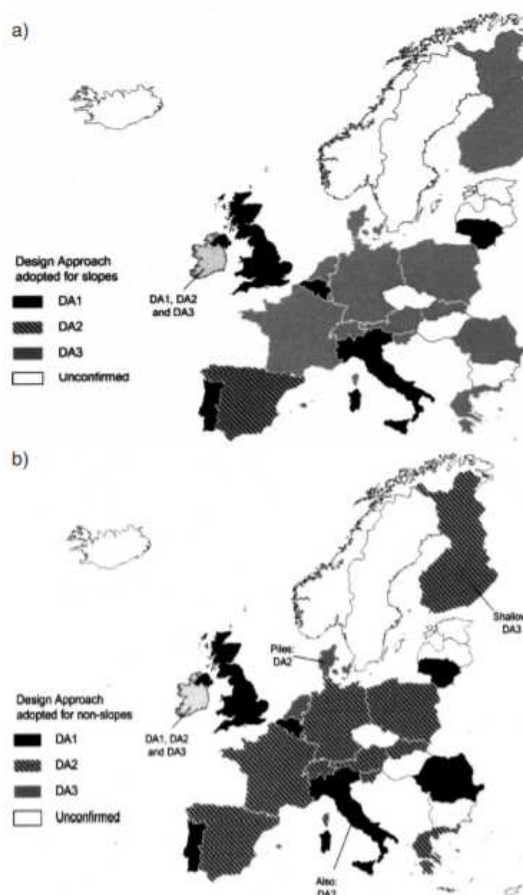 a)
Design Approach
adopted for slopes
DA1
DA2
DA3
Unconfirmed
DA1, DA2
and DA3
b)
Shallow
DA3
Piles:
DA2
Design Approach
adopted for non-slopes
DA1
DA2
DA3
Unconfirmed
DA1, DA2
and DA3
Also:
DA2